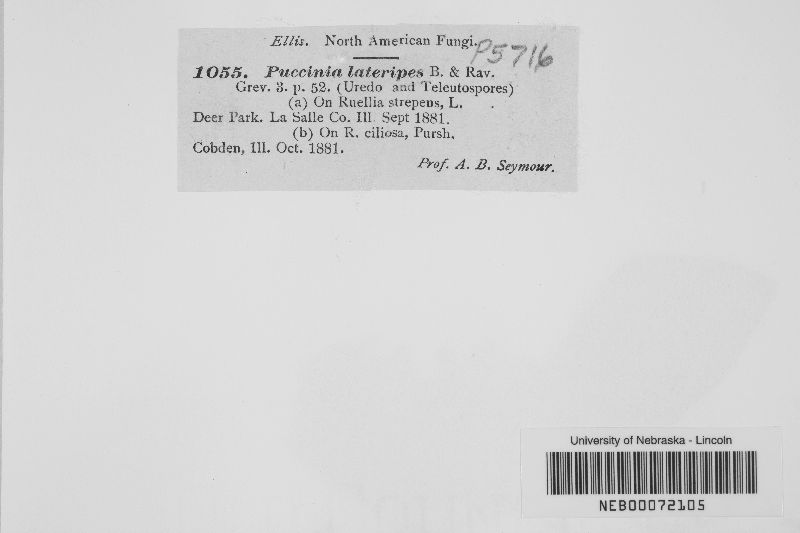 Ellis. North American Fungi.
P5716
1055. Puccinia lateripes B. & Rav.
Grev. 3. p. 52. (Uredo and Teleutospores)
(a) On Ruellia strepens, L.
Deer Park. La Salle Co. Ill. Sept 1881.
(b) On R. ciliosa, Pursh.
Cobden, Ill. Oct. 1881.
Prof. A. B. Seymour.
University of Nebraska - Lincoln
NEB00072105